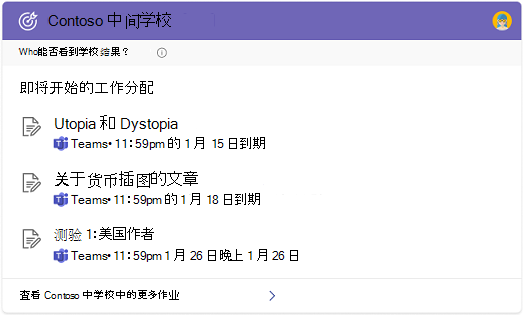 Contoso 中间学校
Who能否看到学校结果？
即将开始的工作分配
Utopia 和 Dystopia
Teams• 11:59pm 的 1 月 15 日到期
关于货币插图的文章
Teams• 11:59pm 的 1 月 18 日到期
测验 1:美国作者
Teams• 11:59pm 1 月 26 日晚上 1 月 26 日
查看 Contoso 中学校中的更多作业